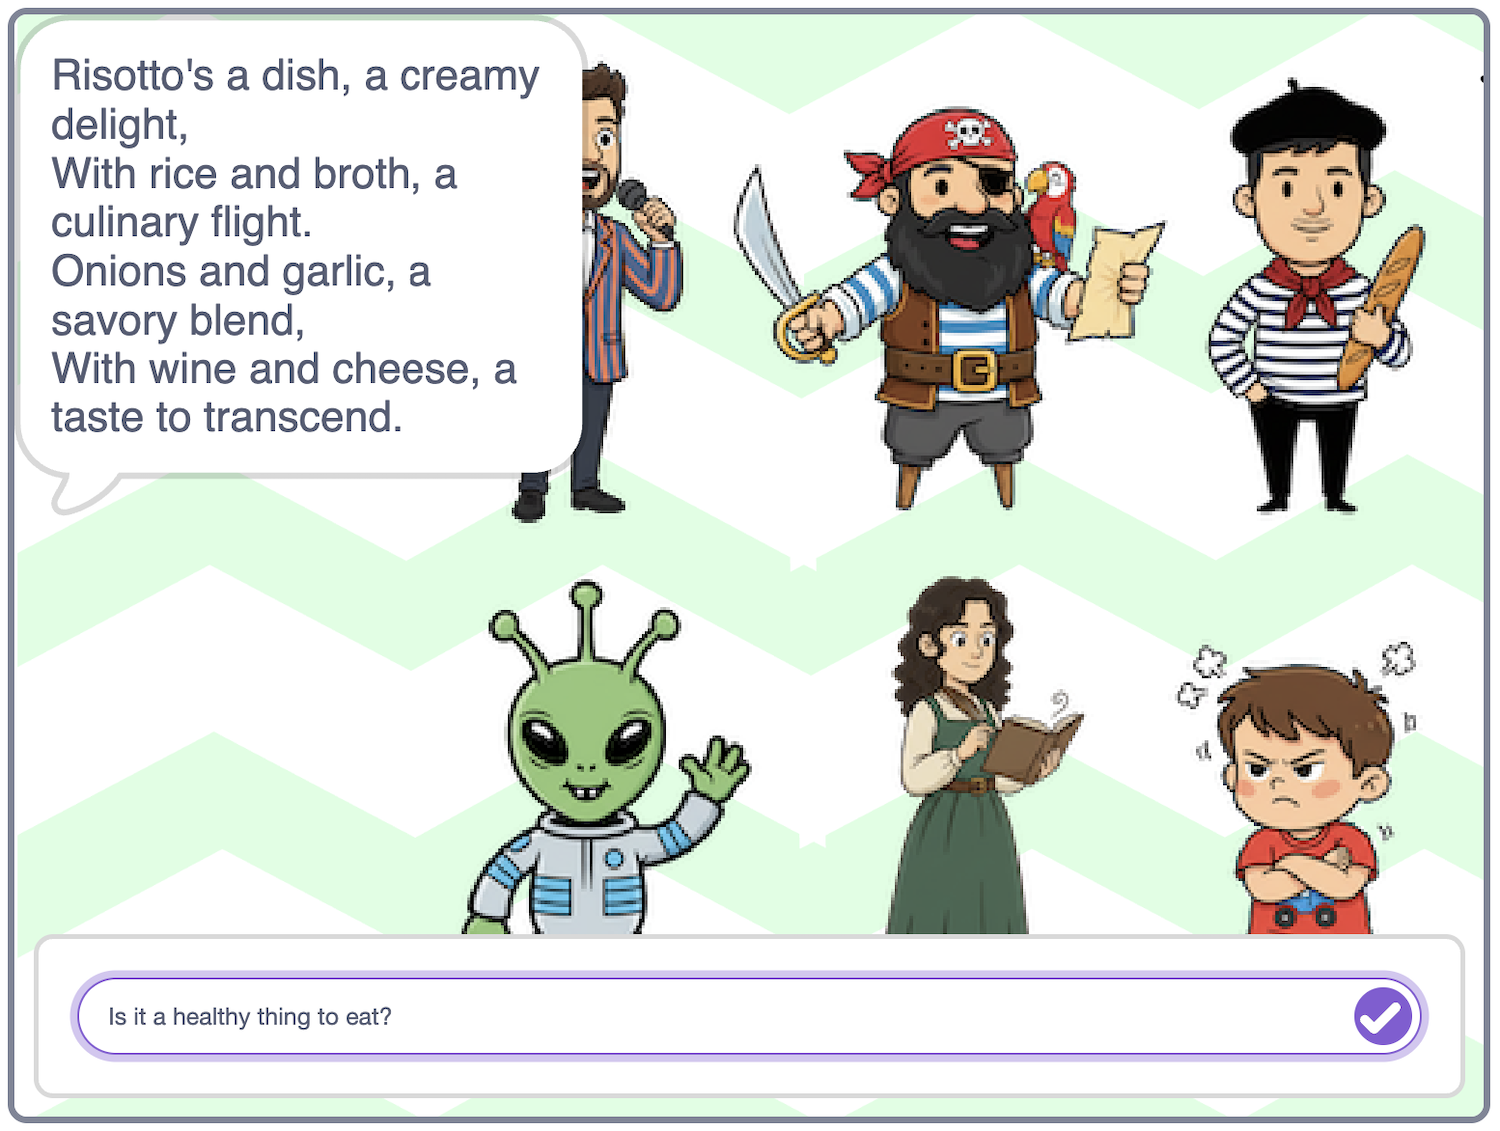 Risotto's a dish, a creamy
delight,
With rice and broth, a
culinary flight.
Onions and garlic, a
savory blend,
With wine and cheese, a
taste to transcend.
Is it a healthy thing to eat?